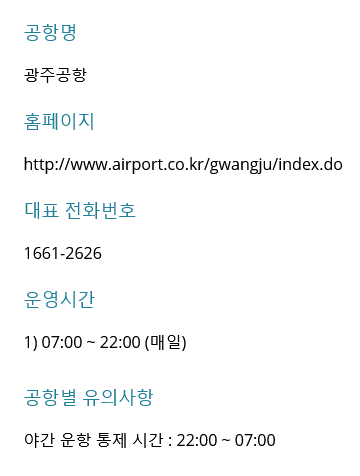 공항명
광주공항
홈페이지
http://www.airport.co.kr/gwangju/index.do
대표 전화번호
1661-2626
운영시간
1) 07:00 ~ 22:00 (매일)
공항별 유의사항
야간 운항 통제 시간 : 22:00 ~ 07:00